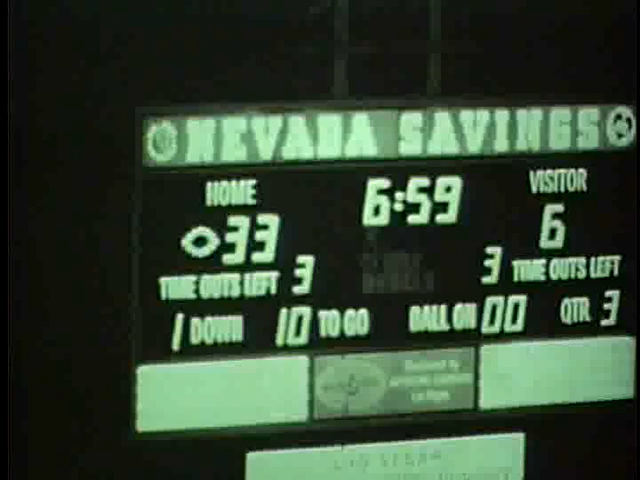 NEVADA SAVINGS
HOME 6:59 VISITOR
33 6
TIME OUTS LEFT 3 3 TIME OUTS LEFT
1 DOWN 10 TO GO BALL ON 00 QTR 3